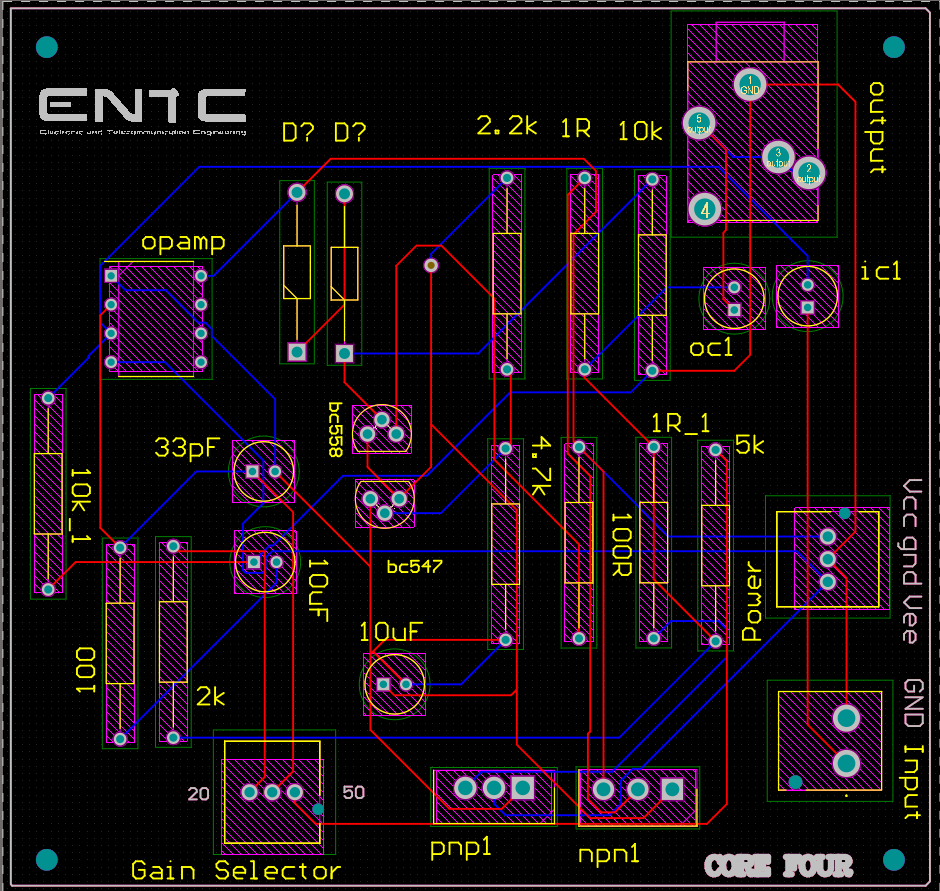 ENTC
Electronic and Telecommunication Engineering
D? D?
2.2k
1R
10k
1
GND
5
output
3
output
2
output
4
output
opamp
ic1
oc1
bc558
1R_1
5k
33pF
4.7k
10k_1
100R
Vcc gnd Vee
bc547
10uF
Power
10uF
100
2k
GND Input
20
50
pnp1
npn1
Gain Selector
CORE FOUR